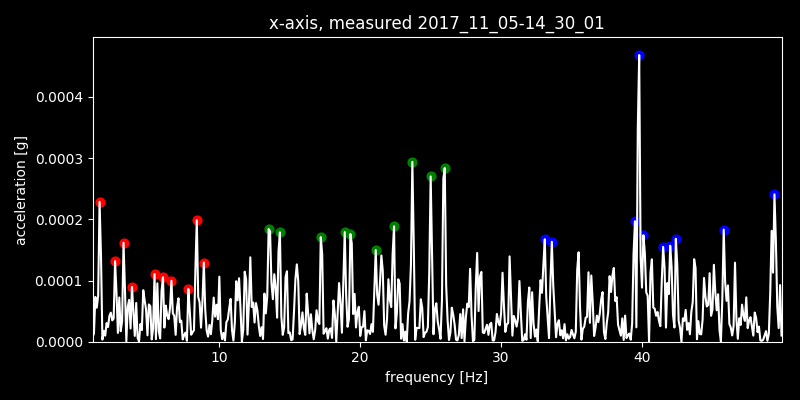 x-axis, measured 2017_11_05-14_30_01
acceleration [g]
0.0004
0.0003
0.0002
0.0001
0.0000
10 20 30 40
frequency [Hz]